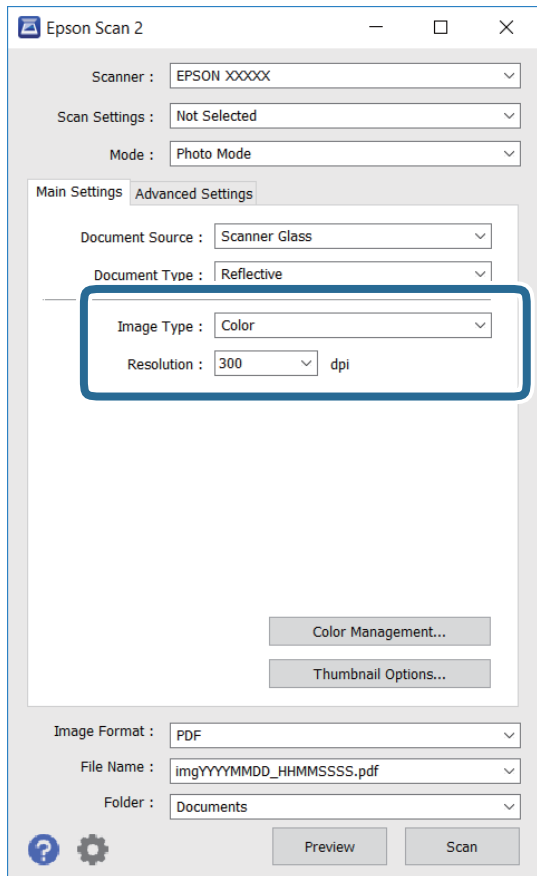 Epson Scan 2
Scanner : EPSON XXXXX
Scan Settings : Not Selected
Mode : Photo Mode
Main Settings Advanced Settings
Document Source : Scanner Glass
Document Type : Reflective
Image Type : Color
Resolution : 300 dpi
Color Management...
Thumbnail Options...
Image Format : PDF
File Name : imgYYYYMMDD_HHMMSSSS.pdf
Folder : Documents
? Preview Scan